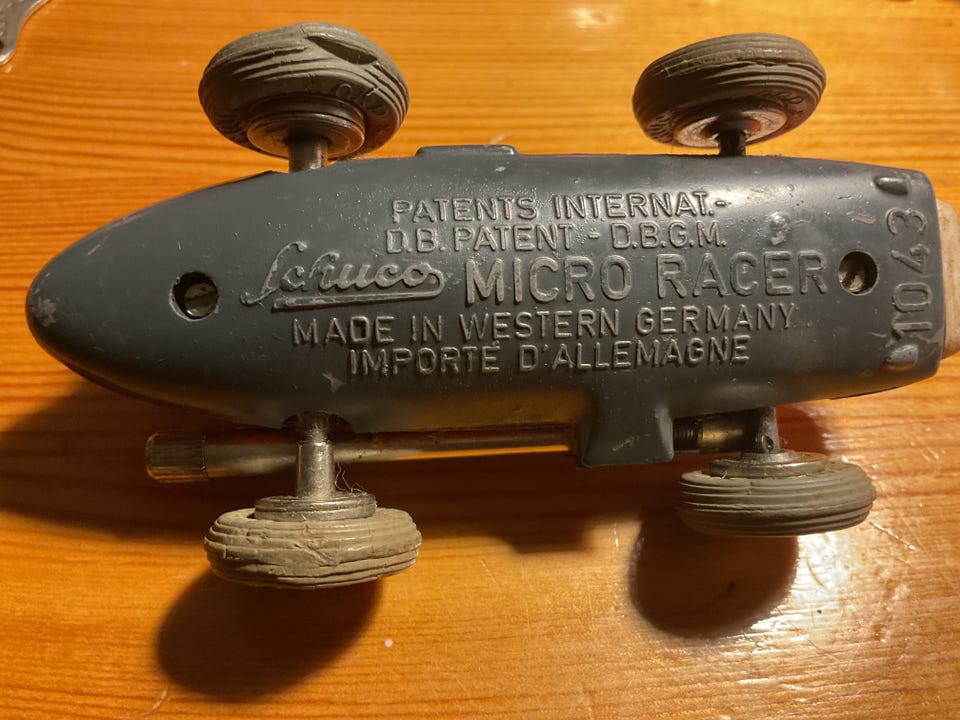 PATENTS INTERNAT.-
D.B. PATENT - D.B.G.M.
Schuco MICRO RACER
MADE IN WESTERN GERMANY
IMPORTÉ D'ALLEMAGNE
1043